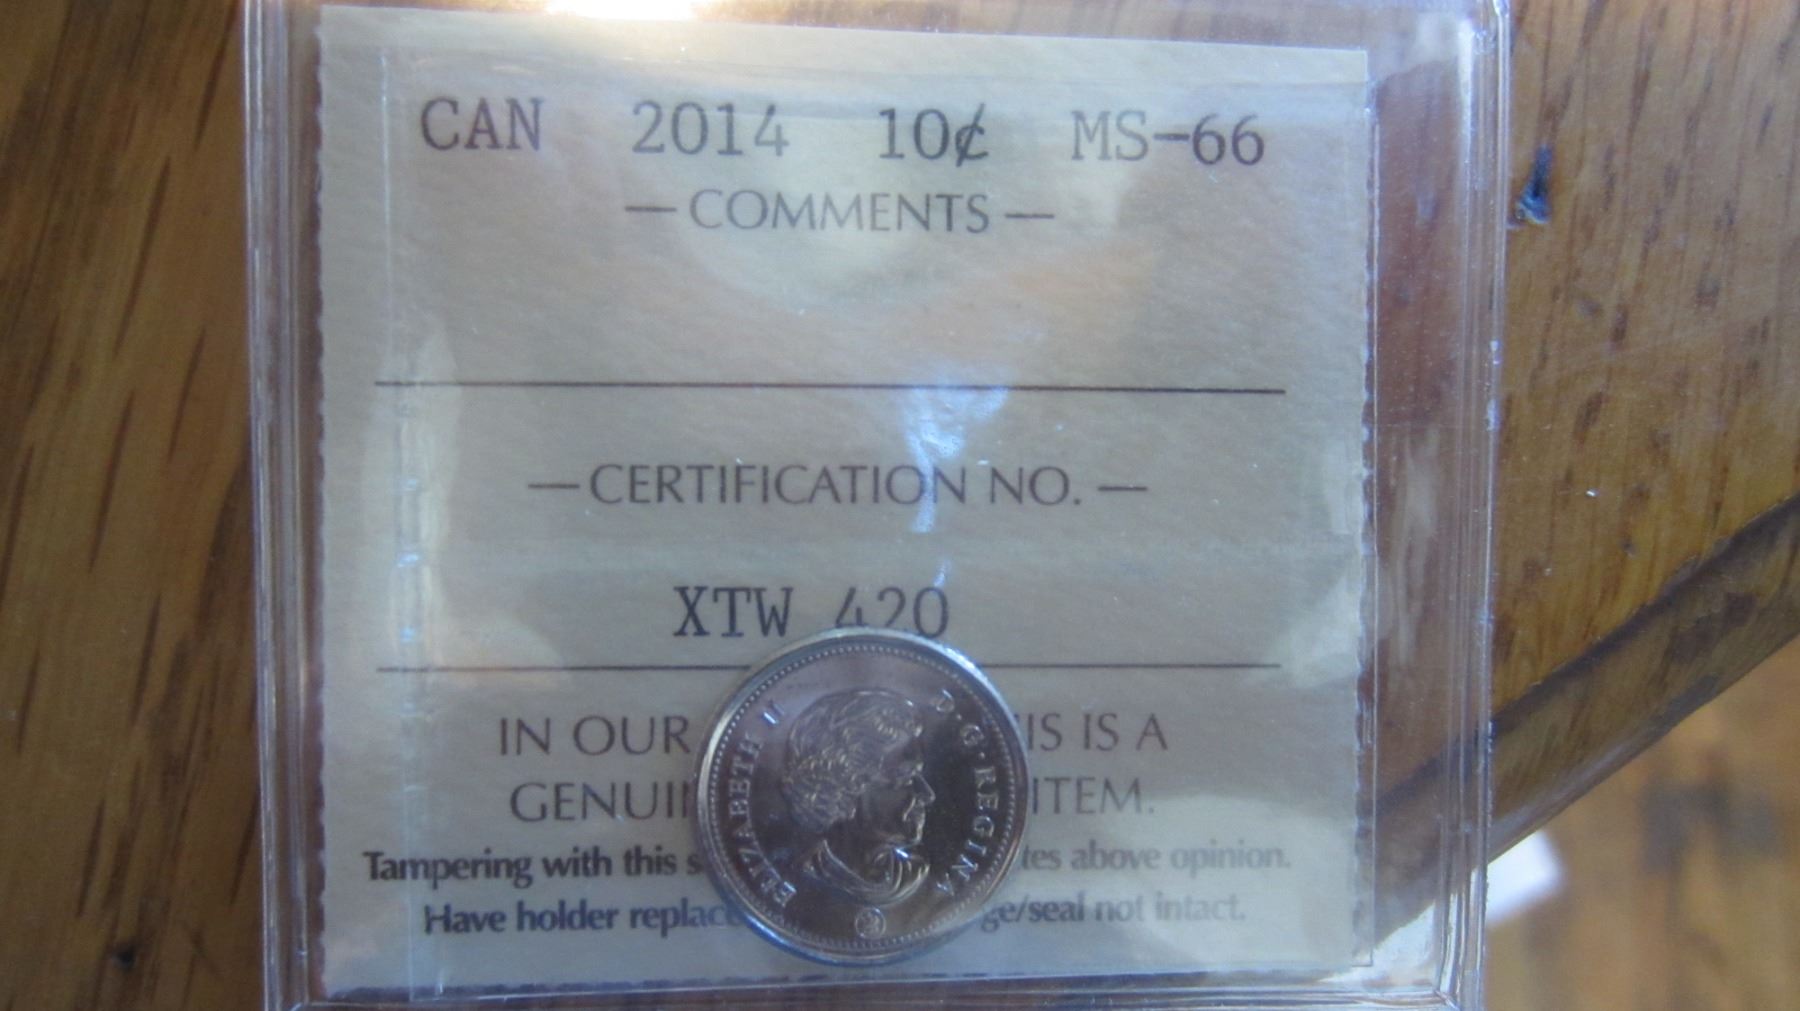 CAN 2014 10¢ MS-66
— COMMENTS —
— CERTIFICATION NO. —
XTW 420
IN OUR IS IS A
GENUI ITEM.
Tampering with this s tes above opinion.
Have holder replace ge/seal not intact.
ELIZABETH II D·G·REGINA